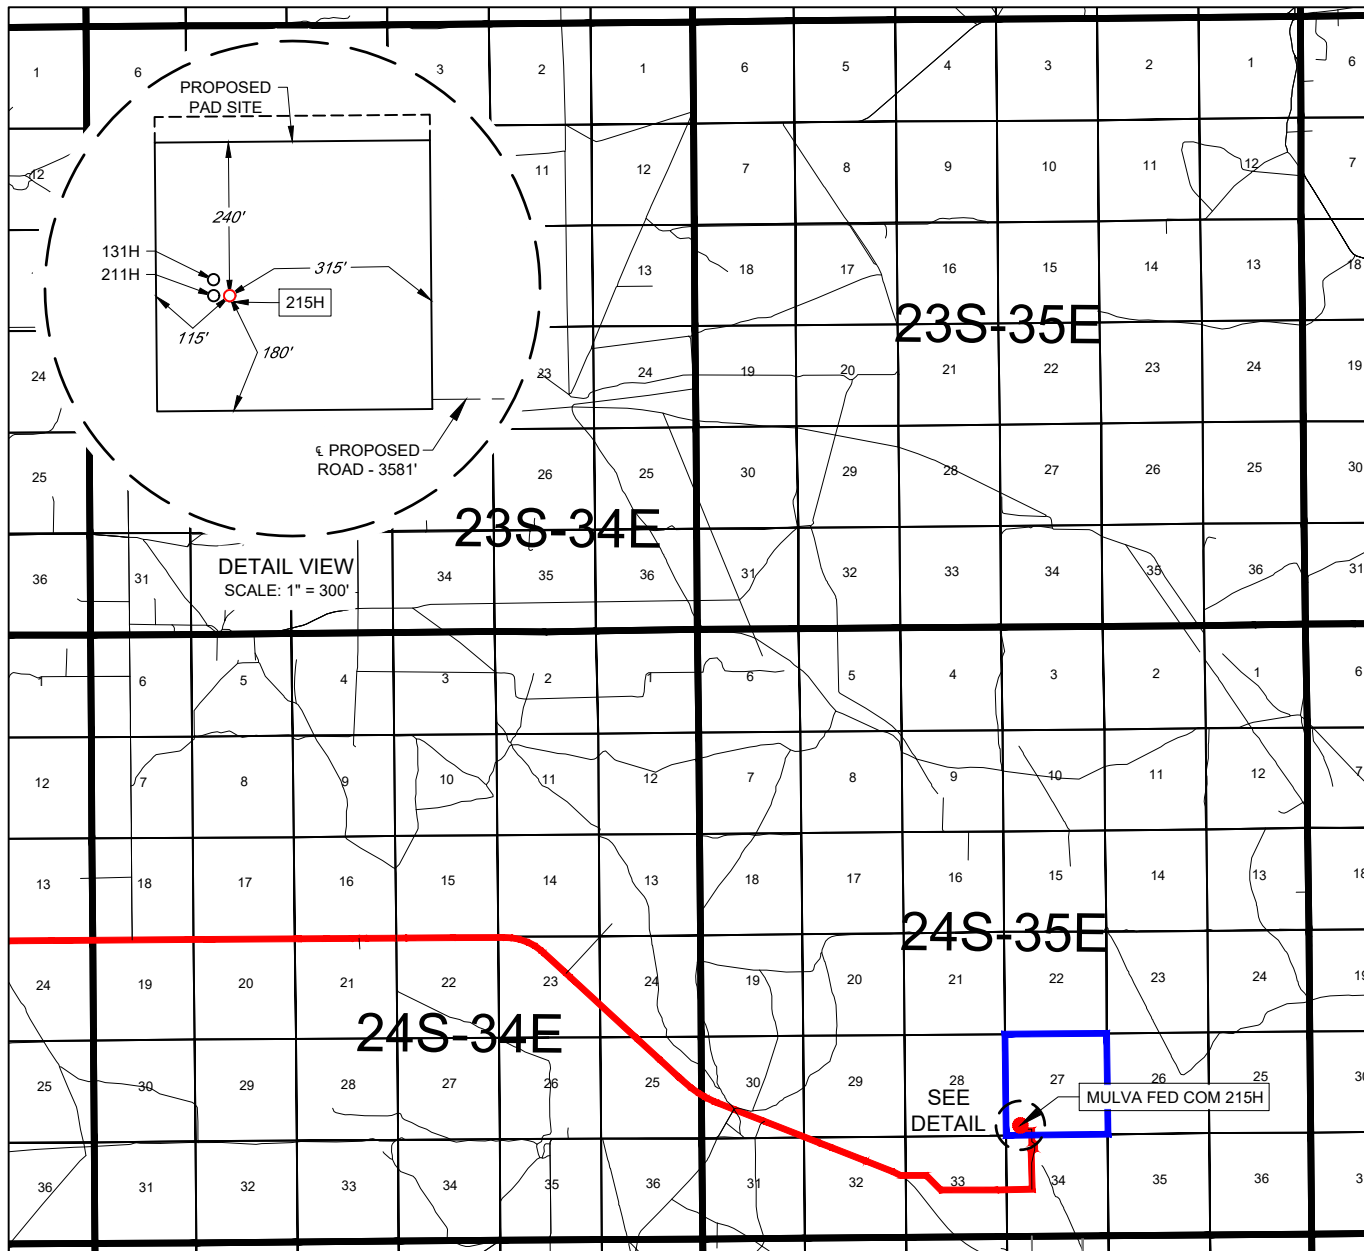 1 6 3 2 1 6 5 4 3 2 1 6
PROPOSED
PAD SITE
12 11 12 7 8 9 10 11 12 7
240'
131H
211H
315'
215H
115'
180'
13 18 17 16 15 14 13 18
23S-35E
24 23 24 19 20 21 22 23 24 19
℄ PROPOSED
ROAD - 3581'
25 26 25 30 29 28 27 26 25 30
23S-34E
DETAIL VIEW
SCALE: 1" = 300'
36 31 34 35 36 31 32 33 34 35 36 31
1 6 5 4 3 2 1 6 5 4 3 2 1 6
12 7 8 9 10 11 12 7 8 9 10 11 12 7
13 18 17 16 15 14 13 18 17 16 15 14 13 18
24S-35E
24 19 20 21 22 23 24 19 20 21 22 23 24 19
24S-34E
25 30 29 28 27 26 25 30 29 28 27 26 25 30
SEE
DETAIL
MULVA FED COM 215H
36 31 32 33 34 35 36 31 32 33 34 35 36 3